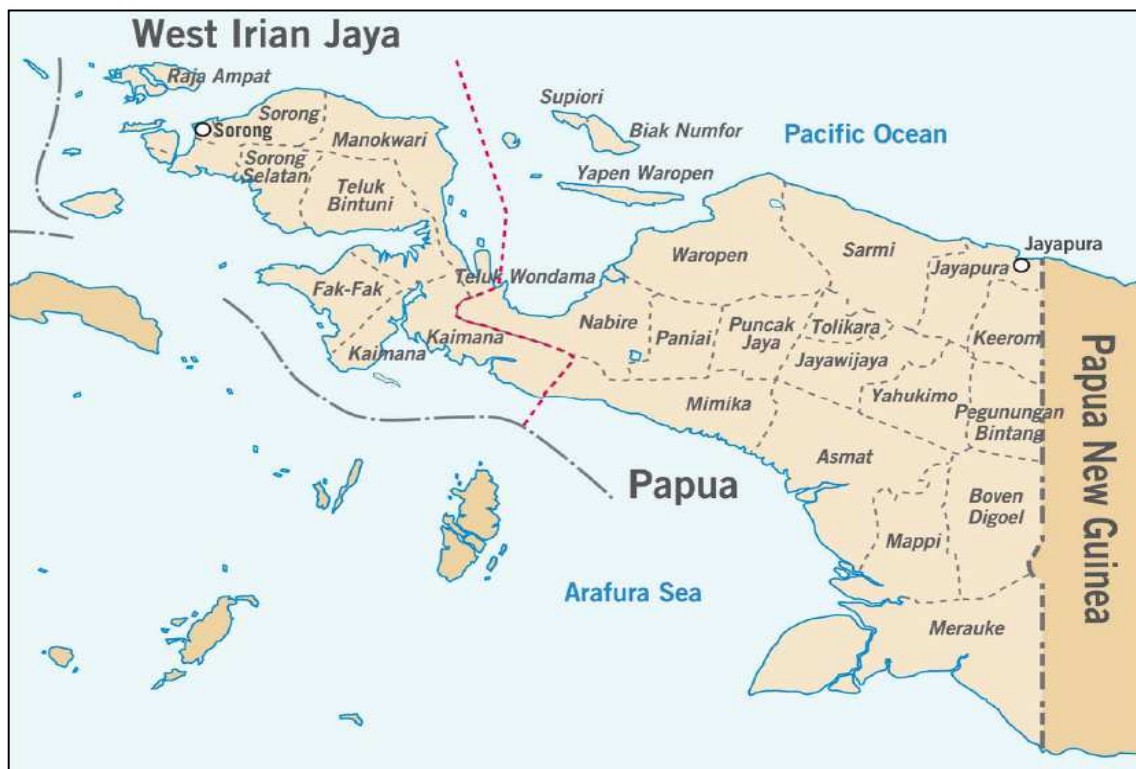 West Irian Jaya
Raja Ampat
Sorong
Sorong
Manokwari
Sorong
Selatan
Teluk
Bintuni
Supiori
Biak Numfor
Yapen Waropen
Pacific Ocean
Fak-Fak
Teluk Wondama
Kaimana
Kaimana
Waropen
Sarmi
Jayapura
Jayapura
Nabire
Paniai
Puncak
Jaya
Tolikara
Jayawijaya
Keerom
Mimika
Yahukimo
Pegunungan
Bintang
Papua
Asmat
Boven
Digoel
Mappi
Arafura Sea
Merauke
Papua New Guinea